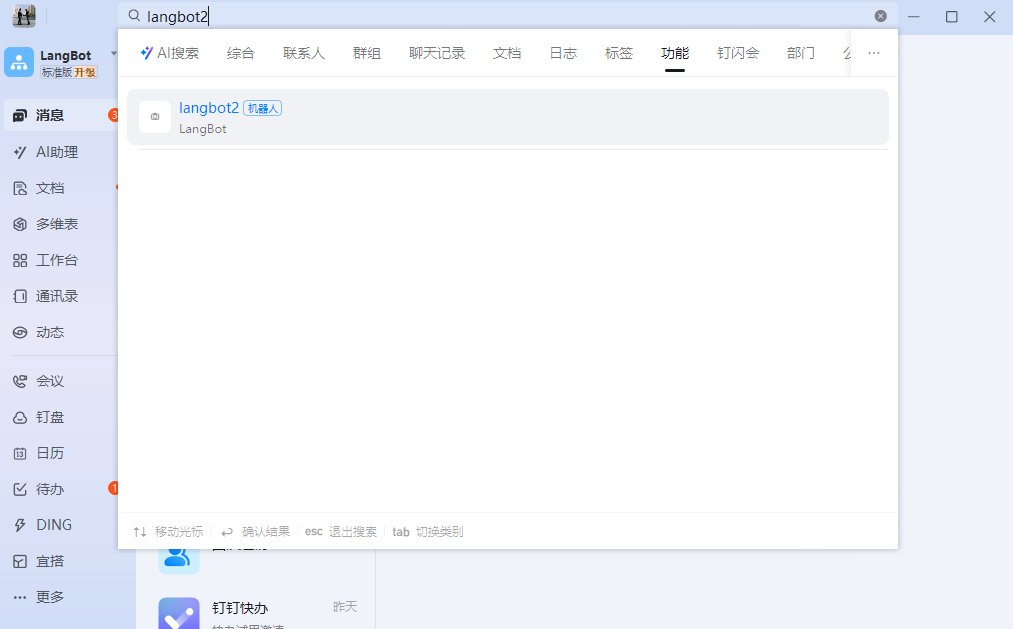 langbot2
LangBot
标准版 升级
消息 3
AI助理
文档
多维表
工作台
通讯录
动态
会议
钉盘
13 日历
待办 1
DING
宜搭
更多
AI搜索 综合 联系人 群组 聊天记录 文档 日志 标签 功能 钉闪会 部门
langbot2 机器人
LangBot
移动光标 确认结果 esc 退出搜索 tab 切换类别
钉钉快办 昨天